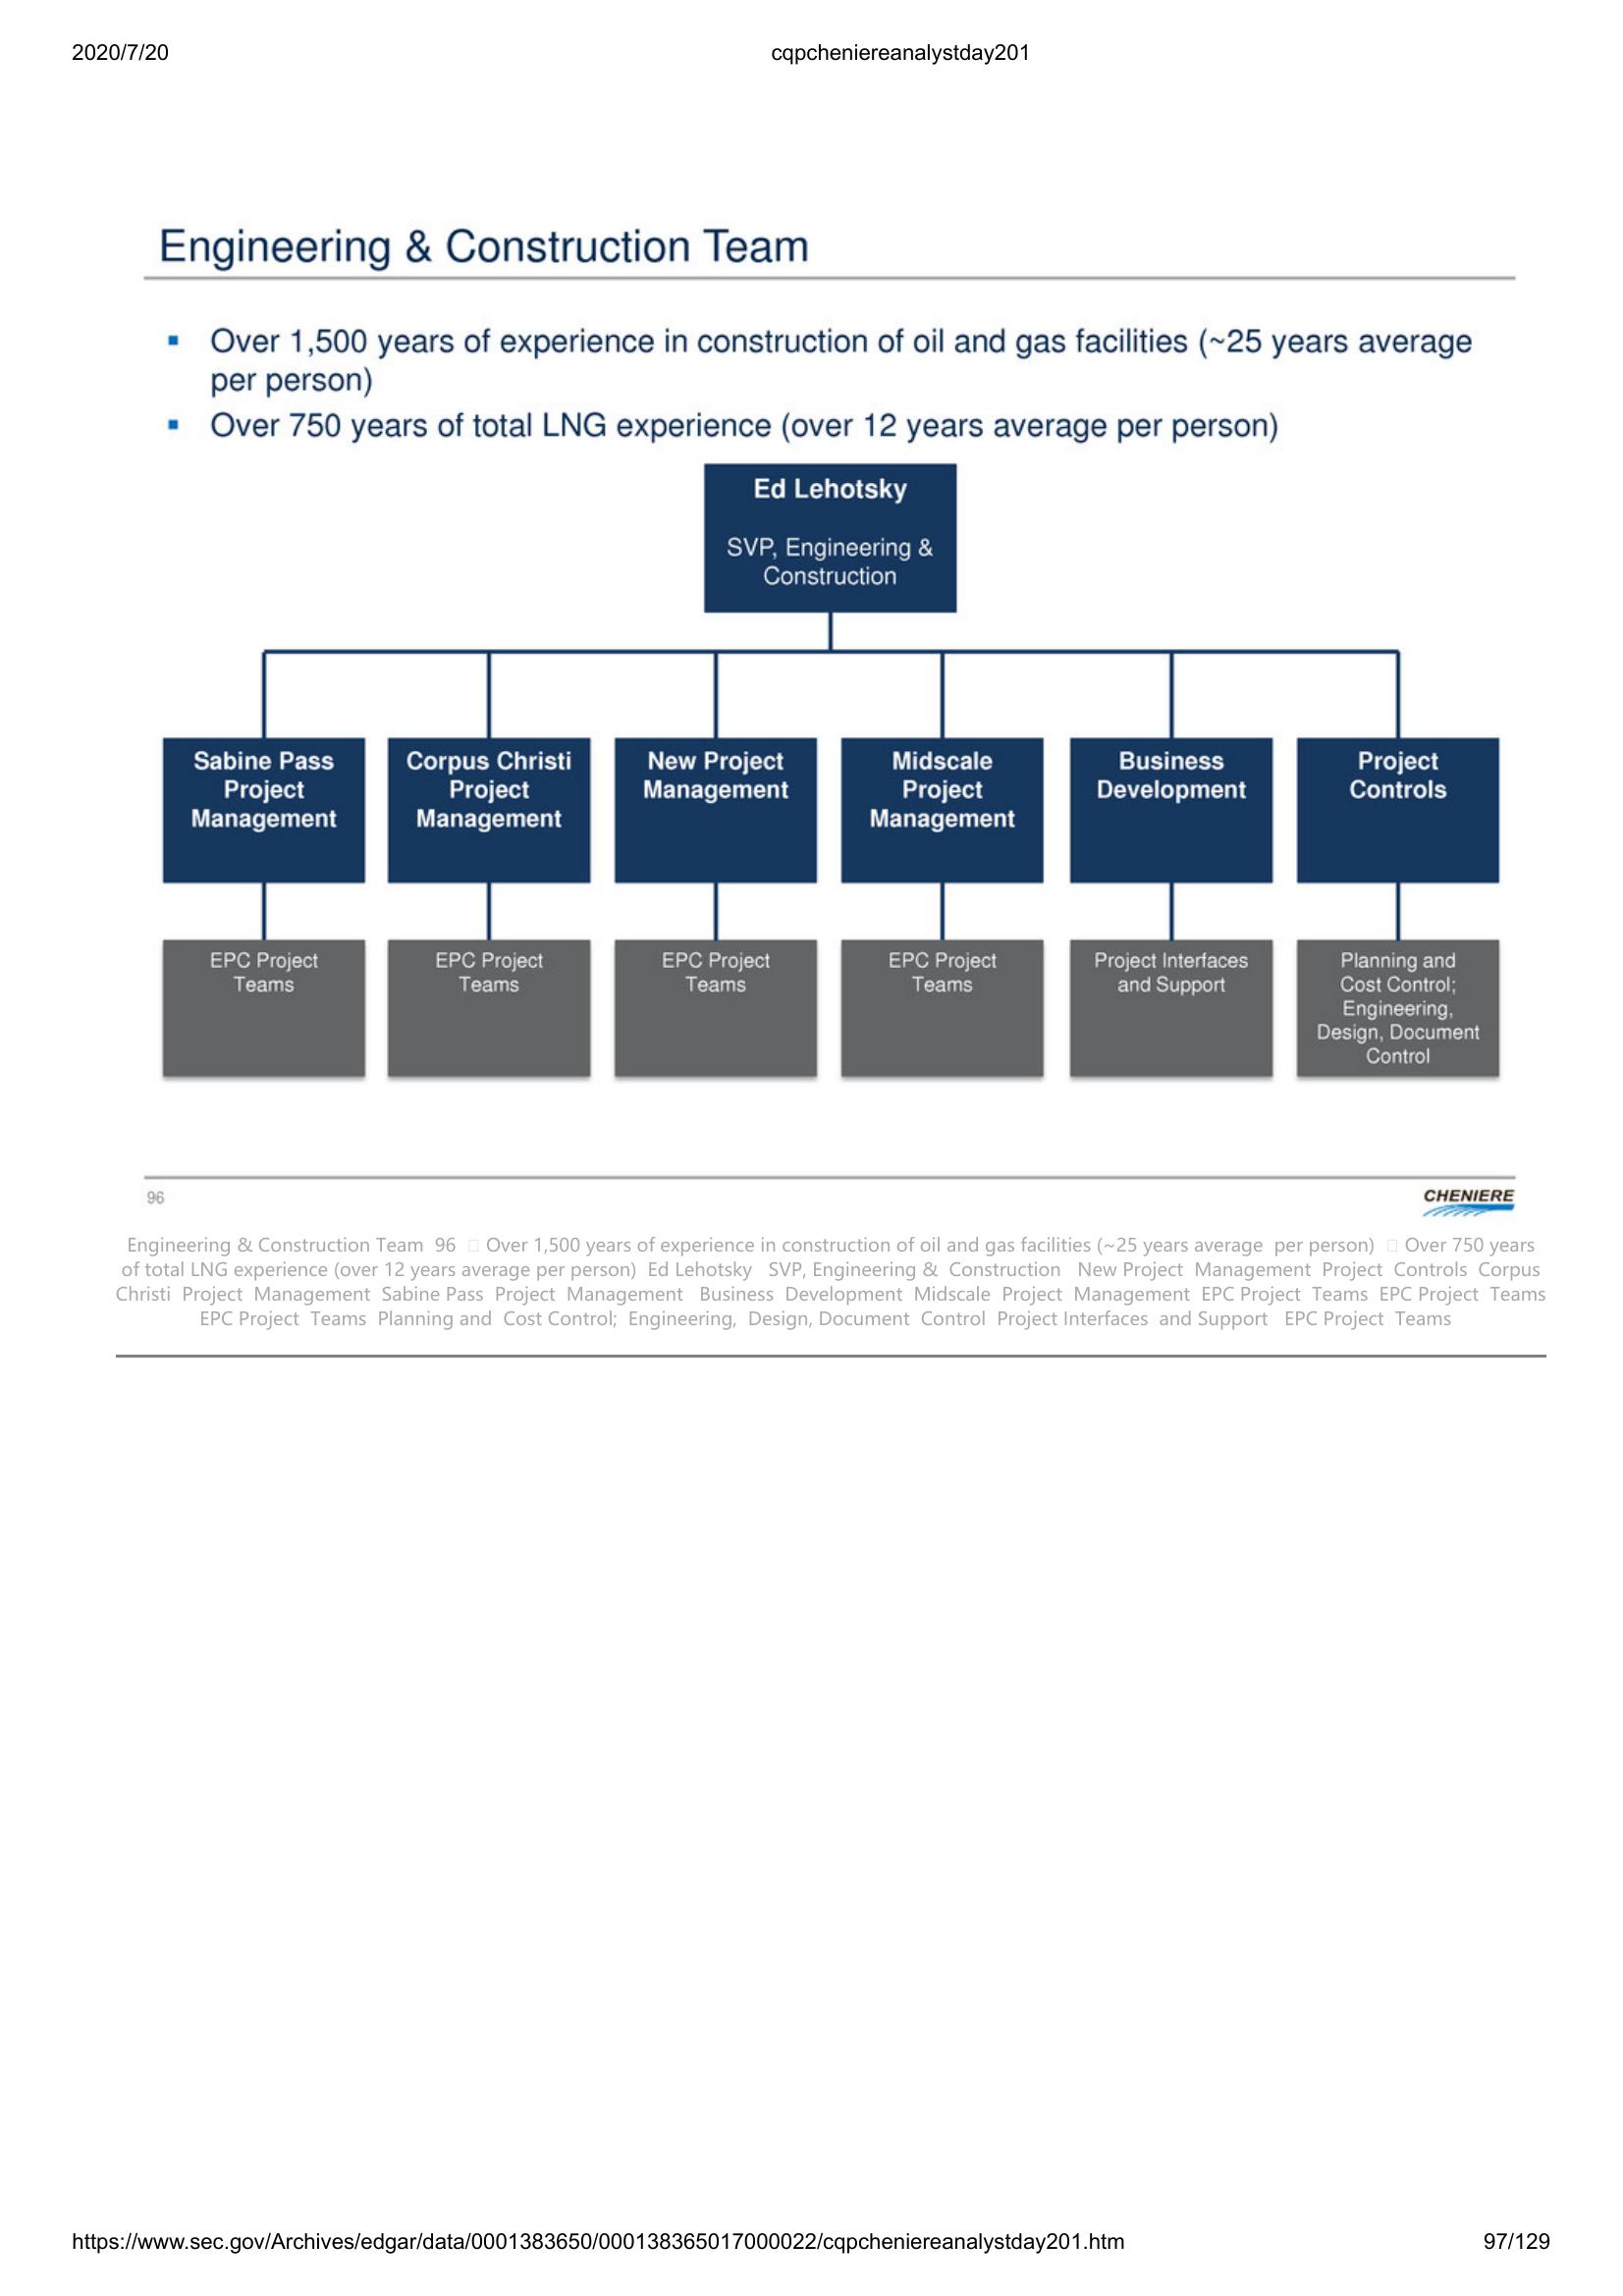 2020/7/20 cqpcheniereanalystday201
Engineering & Construction Team
▪ Over 1,500 years of experience in construction of oil and gas facilities (~25 years average
per person)
▪ Over 750 years of total LNG experience (over 12 years average per person)
Ed Lehotsky
SVP, Engineering &
Construction
Sabine Pass
Project
Management
Corpus Christi
Project
Management
New Project
Management
Midscale
Project
Management
Business
Development
Project
Controls
EPC Project
Teams
EPC Project
Teams
EPC Project
Teams
EPC Project
Teams
Project Interfaces
and Support
Planning and
Cost Control;
Engineering,
Design, Document
Control
96
CHENIERE
Engineering & Construction Team 96 Over 1,500 years of experience in construction of oil and gas facilities (~25 years average per person) Over 750 years
of total LNG experience (over 12 years average per person) Ed Lehotsky SVP, Engineering & Construction New Project Management Project Controls Corpus
Christi Project Management Sabine Pass Project Management Business Development Midscale Project Management EPC Project Teams EPC Project Teams
EPC Project Teams Planning and Cost Control; Engineering, Design, Document Control Project Interfaces and Support EPC Project Teams
https://www.sec.gov/Archives/edgar/data/0001383650/000138365017000022/cqpcheniereanalystday201.htm 97/129